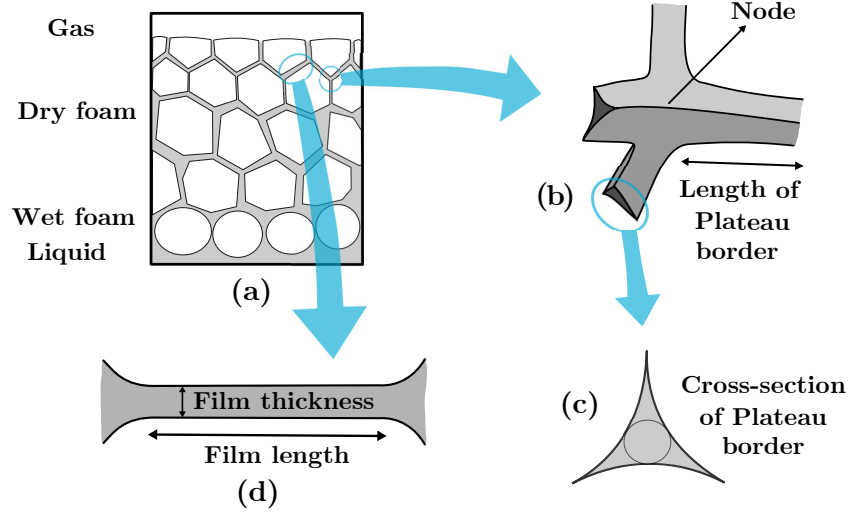 Gas
Dry foam
Wet foam
Liquid
(a)
Node
(b)
Length of
Plateau
border
(c)
Cross-section
of Plateau
border
Film thickness
Film length
(d)